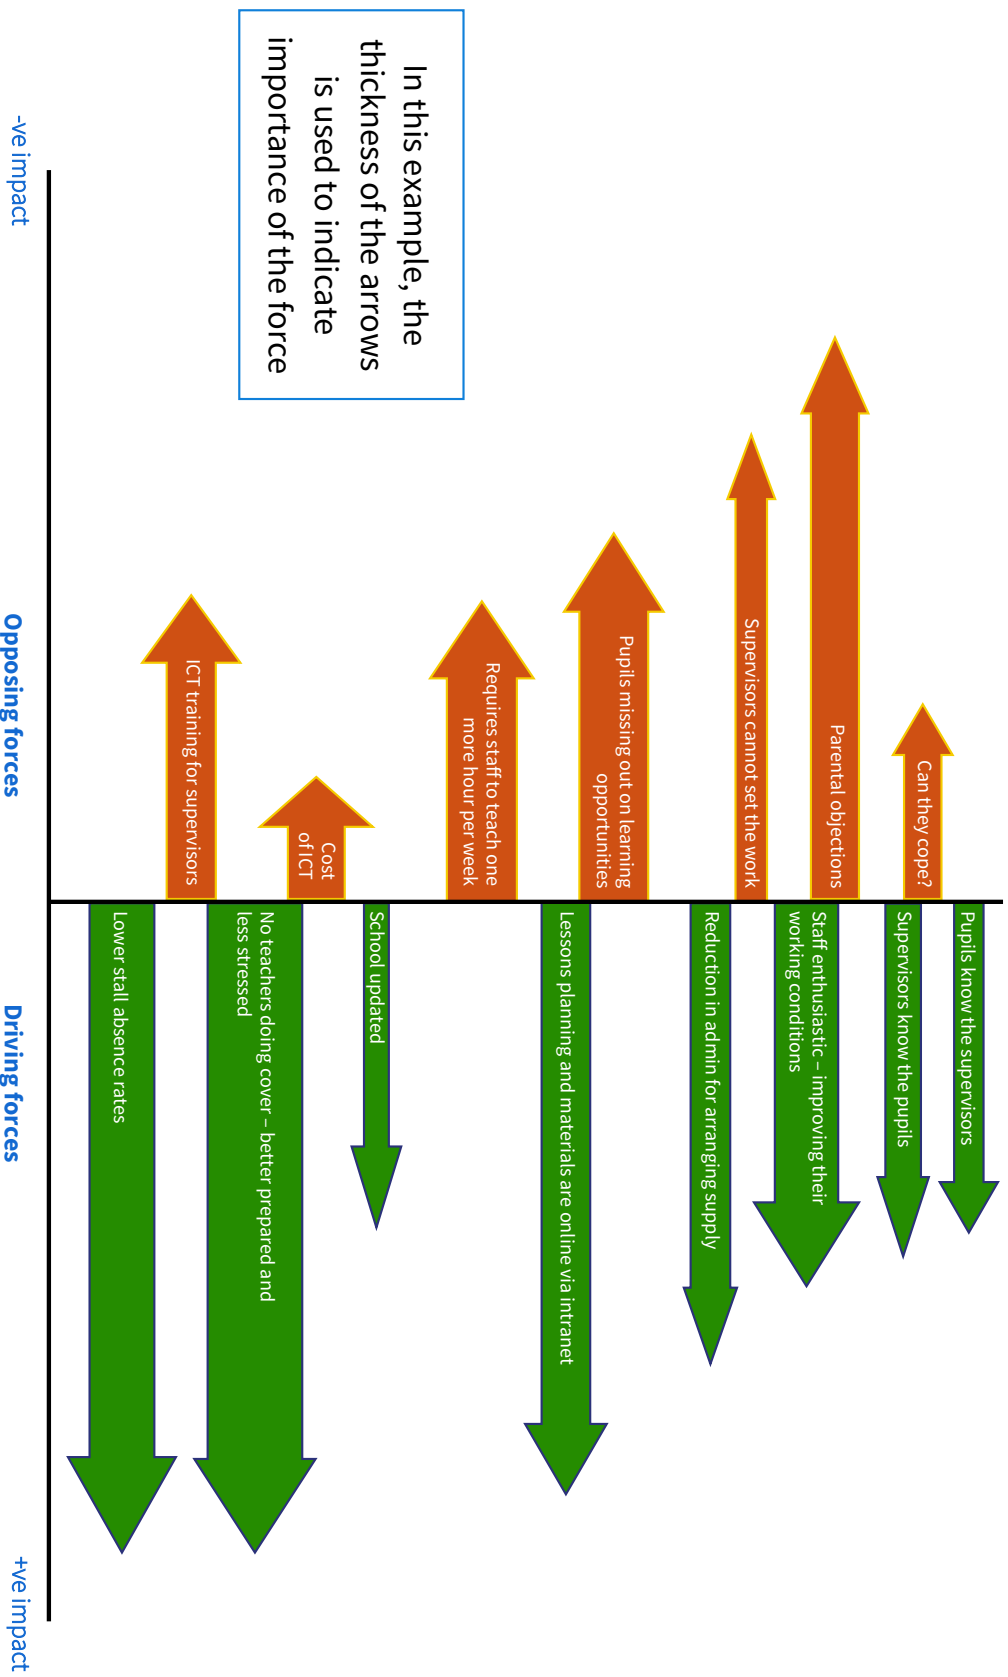 Pupils know the supervisors
Can they cope?
Supervisors know the pupils
Parental objections
Staff enthusiastic – improving their
working conditions
Supervisors cannot set the work
Reduction in admin for arranging supply
Pupils missing out on learning
opportunities
Lessons planning and materials are online via intranet
Requires staff to teach one
more hour per week
In this example, the
thickness of the arrows
is used to indicate
importance of the force
School updated
Cost
of ICT
No teachers doing cover – better prepared and
less stressed
ICT training for supervisors
Lower stall absence rates
-ve impact
Opposing forces
Driving forces
+ve impact